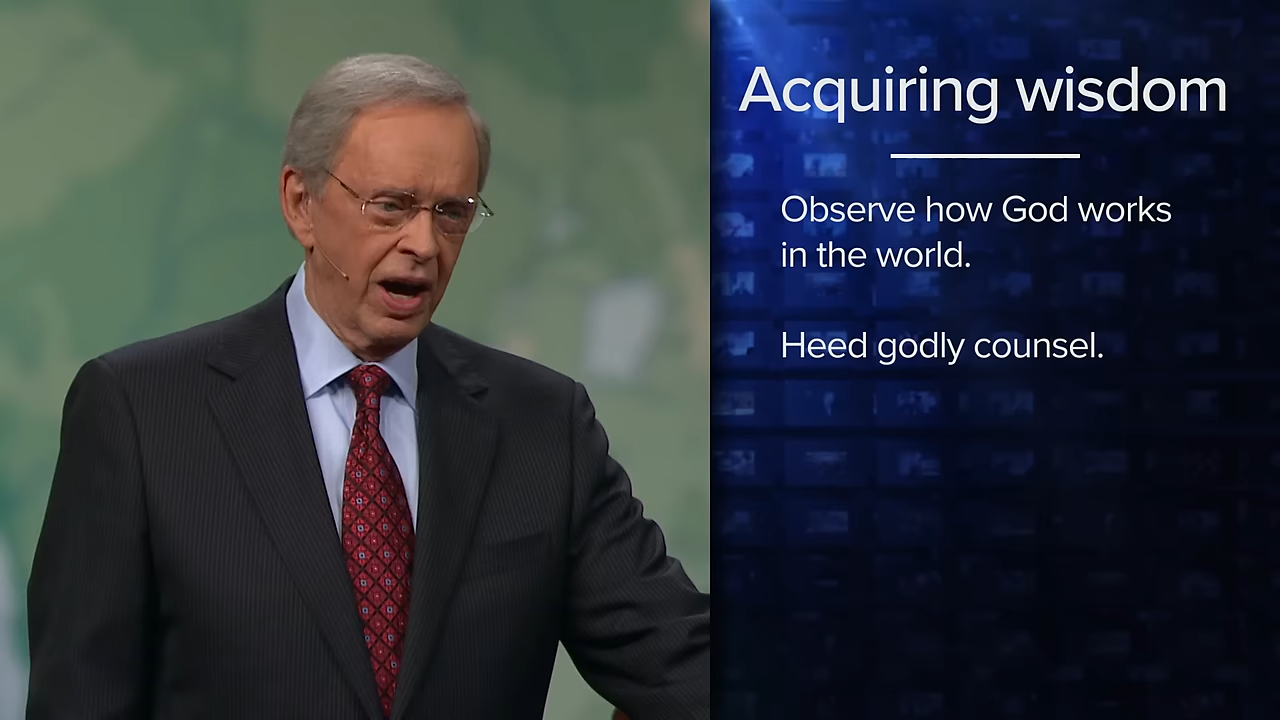 Acquiring wisdom
Observe how God works
in the world.
Heed godly counsel.